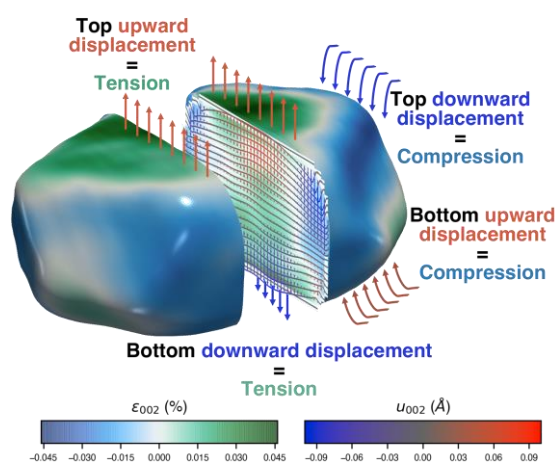 Top upward
displacement
=
Tension
Top downward
displacement
=
Compression
Bottom upward
displacement
=
Compression
Bottom downward displacement
=
Tension
ε₀₀₂ (%)
-0.045 -0.030 -0.015 0.000 0.015 0.030 0.045
u₀₀₂ (Å)
-0.09 -0.06 -0.03 0.00 0.03 0.06 0.09